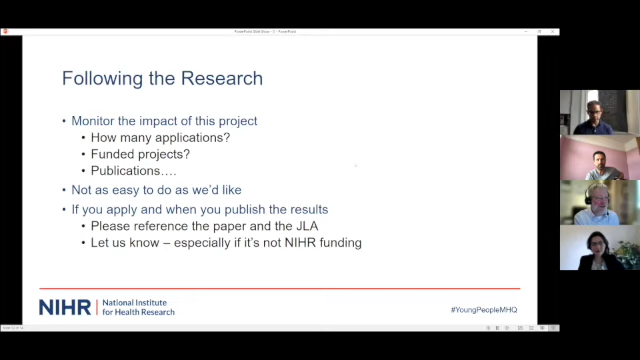 Following the Research
• Monitor the impact of this project
• How many applications?
• Funded projects?
• Publications….
• Not as easy to do as we'd like
• If you apply and when you publish the results
• Please reference the paper and the JLA
• Let us know – especially if it's not NIHR funding
NIHR | National Institute
for Health Research
#YoungPeopleMHQ